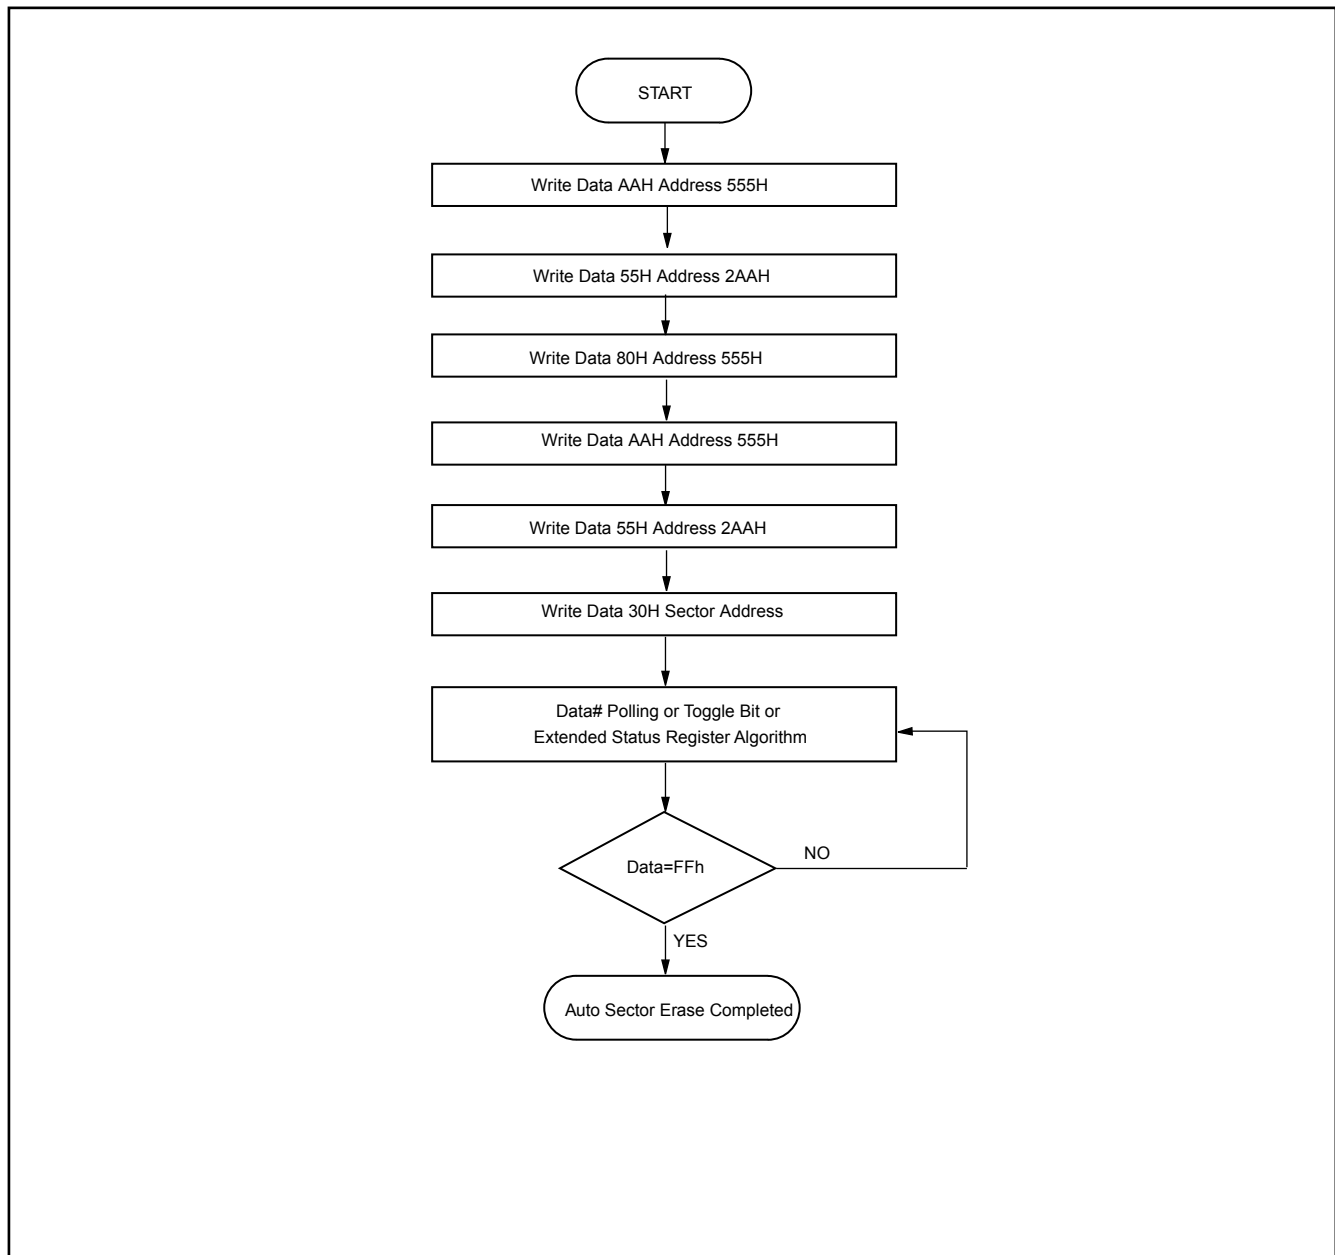 START
Write Data AAH Address 555H
Write Data 55H Address 2AAH
Write Data 80H Address 555H
Write Data AAH Address 555H
Write Data 55H Address 2AAH
Write Data 30H Sector Address
Data# Polling or Toggle Bit or
Extended Status Register Algorithm
Data=FFh
NO
YES
Auto Sector Erase Completed